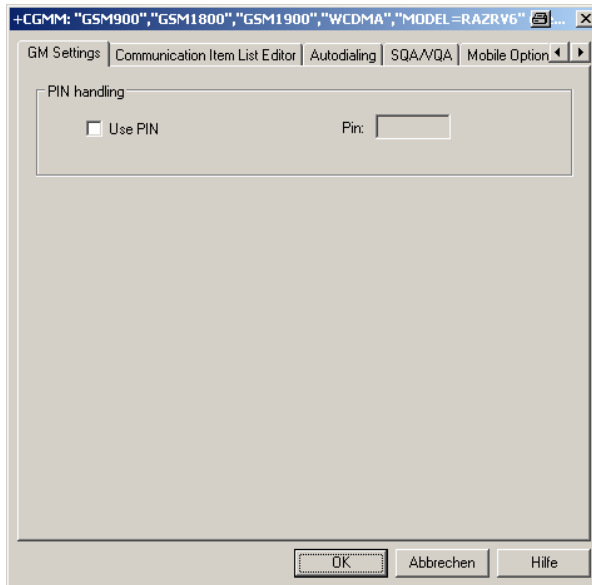 +CGMM: "GSM900","GSM1800","GSM1900","WCDMA","MODEL=RAZRV6" ...
GM Settings Communication Item List Editor Autodialing SQA/VQA Mobile Option
PIN handling
Use PIN Pin:
OK Abbrechen Hilfe